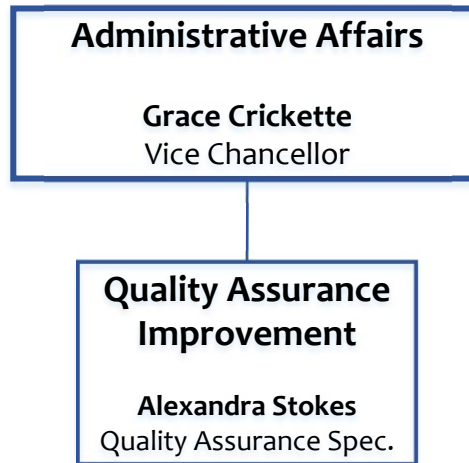 Administrative Affairs
Grace Crickette
Vice Chancellor
Quality Assurance
Improvement
Alexandra Stokes
Quality Assurance Spec.